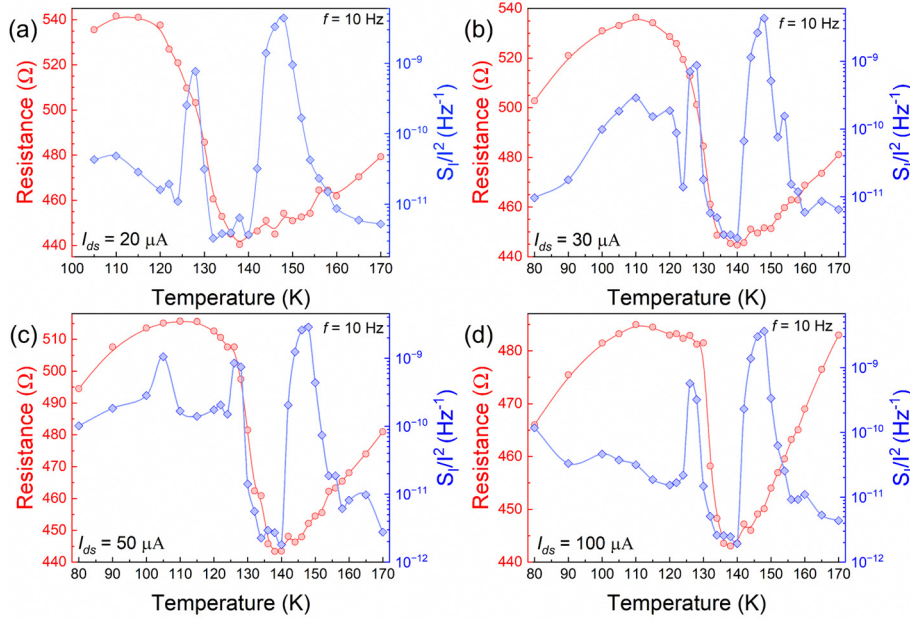 (a)
f = 10 Hz
540
520
500
480
460
440
Resistance (Ω)
10⁻⁹
10⁻¹⁰
10⁻¹¹
S_I/I² (Hz⁻¹)
I_ds = 20 μA
100 110 120 130 140 150 160 170
Temperature (K)
(b)
f = 10 Hz
540
520
500
480
460
440
Resistance (Ω)
10⁻⁹
10⁻¹⁰
10⁻¹¹
S_I/I² (Hz⁻¹)
I_ds = 30 μA
80 90 100 110 120 130 140 150 160 170
Temperature (K)
(c)
f = 10 Hz
510
500
490
480
470
460
450
440
Resistance (Ω)
10⁻⁹
10⁻¹⁰
10⁻¹¹
10⁻¹²
S_I/I² (Hz⁻¹)
I_ds = 50 μA
80 90 100 110 120 130 140 150 160 170
Temperature (K)
(d)
f = 10 Hz
480
460
440
Resistance (Ω)
10⁻⁹
10⁻¹⁰
10⁻¹¹
10⁻¹²
S_I/I² (Hz⁻¹)
I_ds = 100 μA
80 90 100 110 120 130 140 150 160 170
Temperature (K)